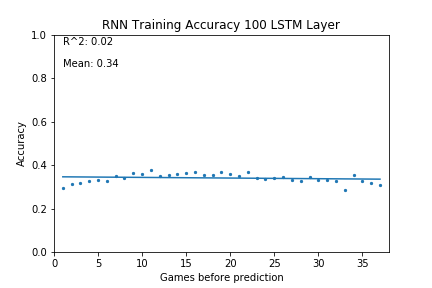 RNN Training Accuracy 100 LSTM Layer
R^2: 0.02
Mean: 0.34
1.0
0.8
0.6
0.4
0.2
0.0
Accuracy
0 5 10 15 20 25 30 35
Games before prediction